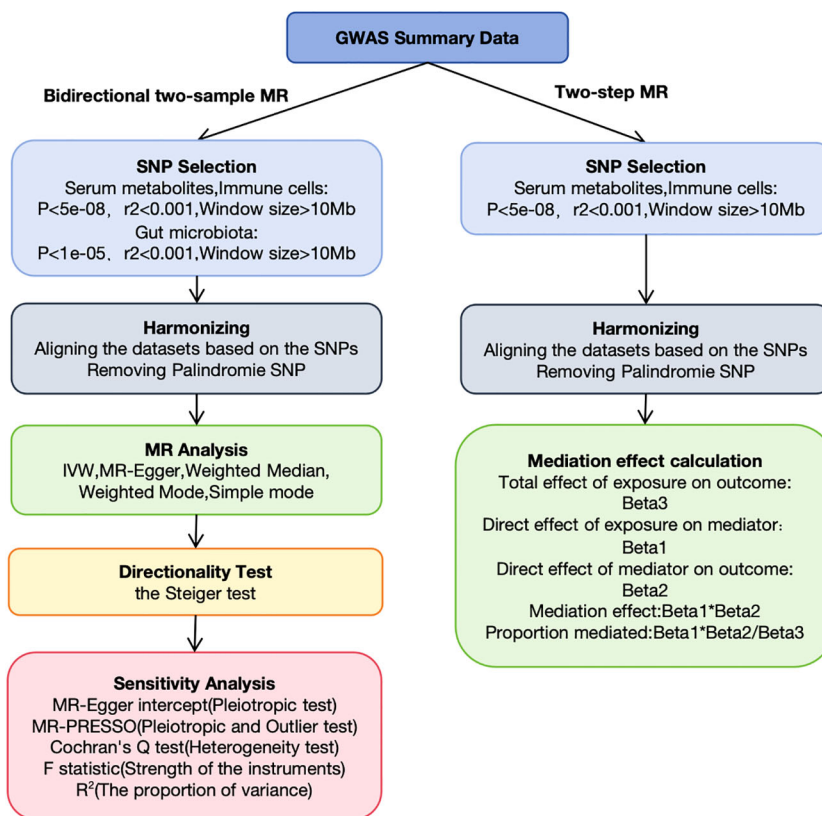 GWAS Summary Data
Bidirectional two-sample MR
Two-step MR
SNP Selection
Serum metabolites,Immune cells:
P<5e-08, r2<0.001,Window size>10Mb
Gut microbiota:
P<1e-05, r2<0.001,Window size>10Mb
Harmonizing
Aligning the datasets based on the SNPs
Removing Palindromie SNP
MR Analysis
IVW,MR-Egger,Weighted Median,
Weighted Mode,Simple mode
Directionality Test
the Steiger test
Sensitivity Analysis
MR-Egger intercept(Pleiotropic test)
MR-PRESSO(Pleiotropic and Outlier test)
Cochran's Q test(Heterogeneity test)
F statistic(Strength of the instruments)
R²(The proportion of variance)
SNP Selection
Serum metabolites,Immune cells:
P<5e-08, r2<0.001,Window size>10Mb
Harmonizing
Aligning the datasets based on the SNPs
Removing Palindromie SNP
Mediation effect calculation
Total effect of exposure on outcome:
Beta3
Direct effect of exposure on mediator:
Beta1
Direct effect of mediator on outcome:
Beta2
Mediation effect:Beta1*Beta2
Proportion mediated:Beta1*Beta2/Beta3